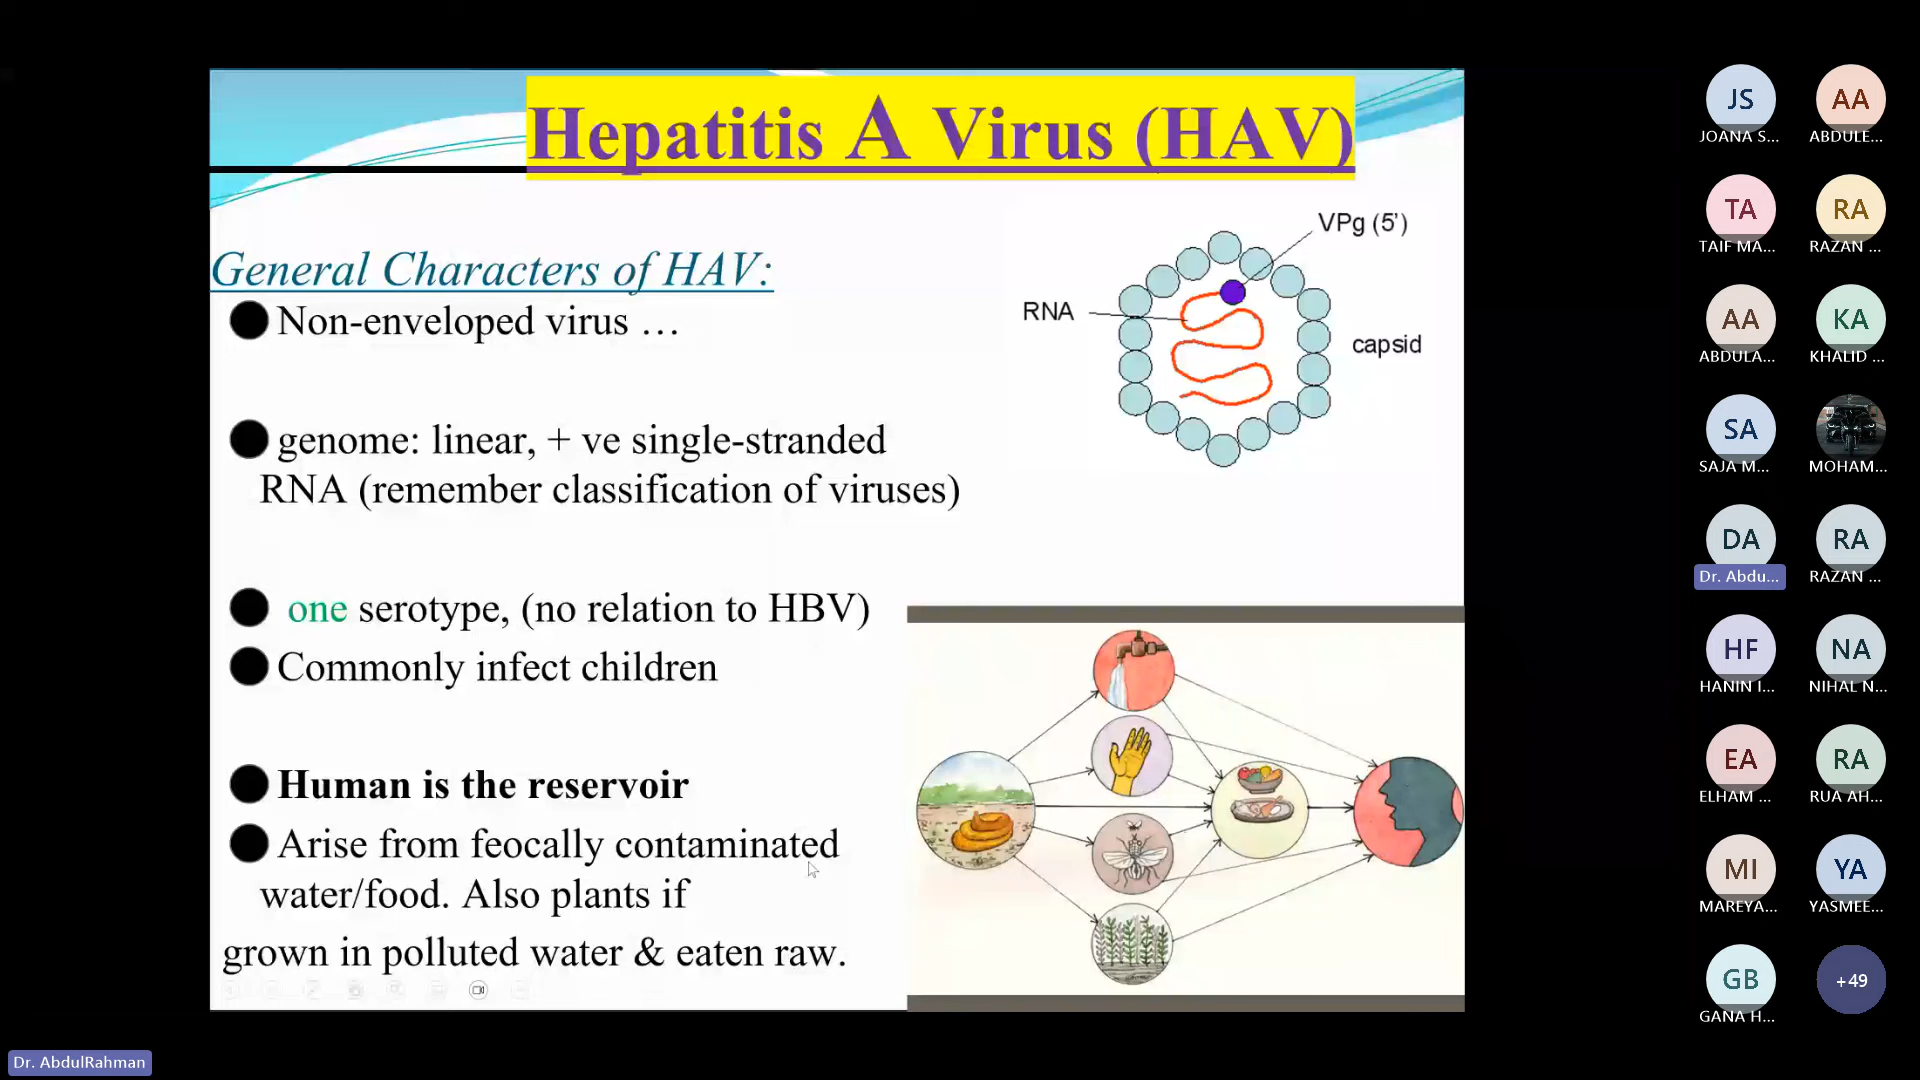 Hepatitis A Virus (HAV)
General Characters of HAV:
Non-enveloped virus …
genome: linear, + ve single-stranded
RNA (remember classification of viruses)
one serotype, (no relation to HBV)
Commonly infect children
Human is the reservoir
Arise from feocally contaminated
water/food. Also plants if
grown in polluted water & eaten raw.
VPg (5')
RNA
capsid
JS
JOANA S...
AA
ABDULE...
TA
TAIF MA...
RA
RAZAN ...
AA
ABDULA...
KA
KHALID ...
SA
SAJA M...
MOHAM...
DA
Dr. Abdu...
RA
RAZAN ...
HF
HANIN I...
NA
NIHAL N...
EA
ELHAM ...
RA
RUA AH...
MI
MAREYA...
YA
YASMEE...
GB
GANA H...
+49
Dr. AbdulRahman